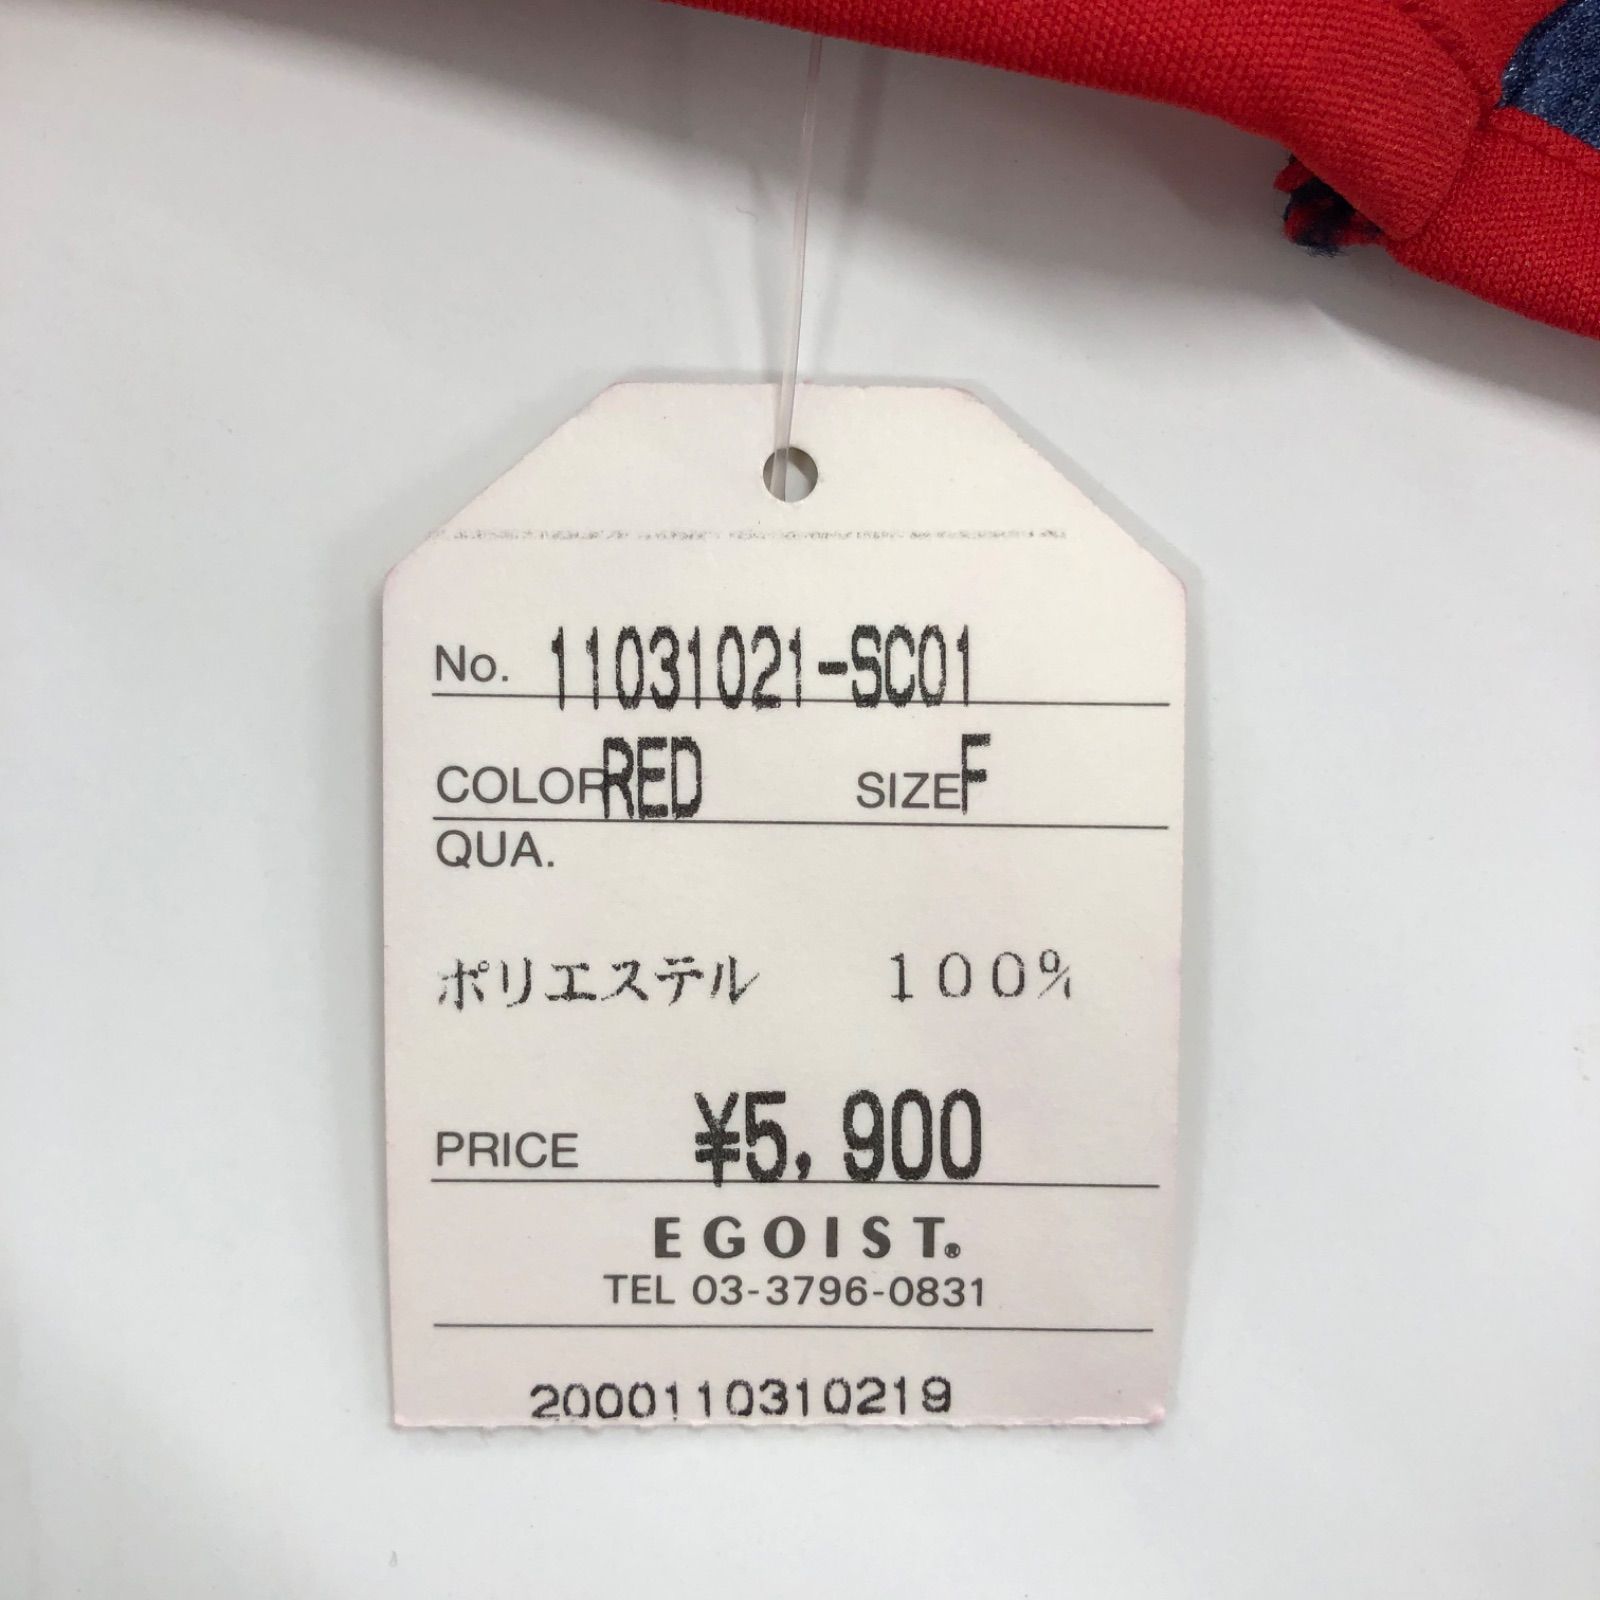 No. 11031021-SC01
COLOR RED SIZE F
QUA.
ポリエステル 100%
PRICE ¥5,900
EGOIST®
TEL 03-3796-0831
2000110310219